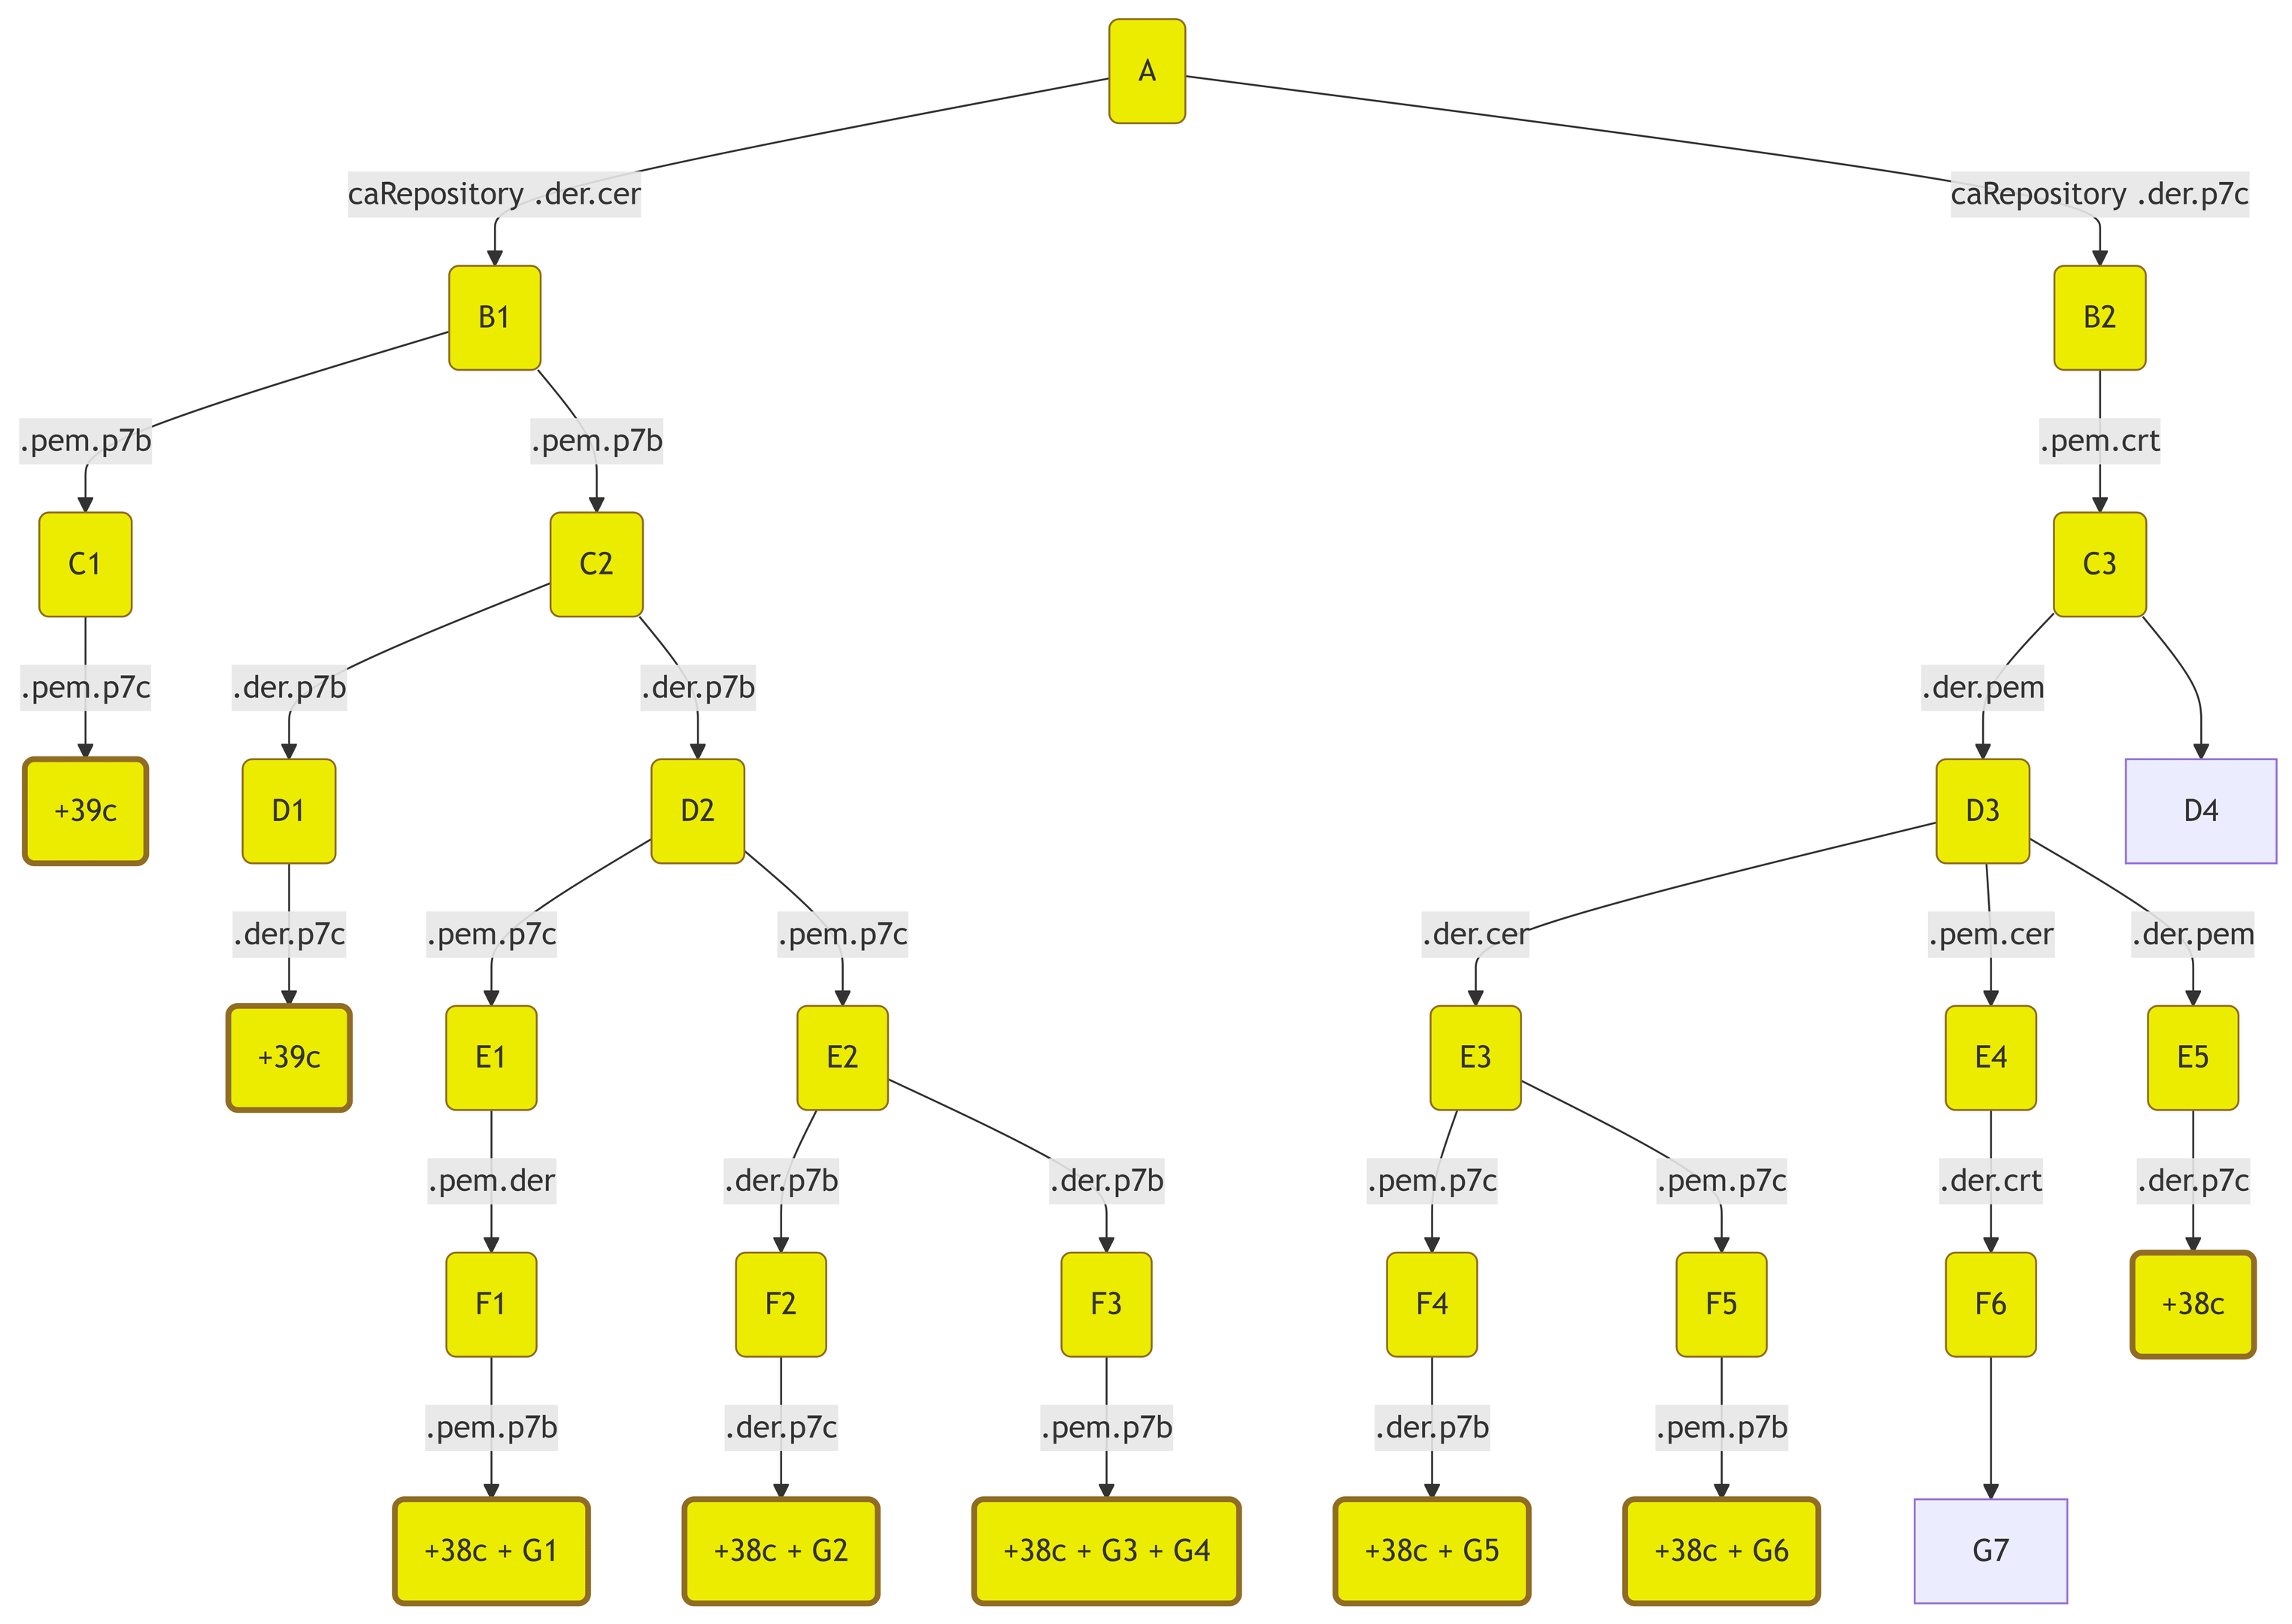 A
caRepository .der.cer
caRepository .der.p7c
B1
B2
.pem.p7b
.pem.p7b
.pem.crt
C1
C2
C3
.pem.p7c
.der.p7b
.der.p7b
.der.pem
+39c
D1
D2
D3
D4
.der.p7c
.pem.p7c
.pem.p7c
.der.cer
.pem.cer
.der.pem
+39c
E1
E2
E3
E4
E5
.pem.der
.der.p7b
.der.p7b
.pem.p7c
.pem.p7c
.der.crt
.der.p7c
F1
F2
F3
F4
F5
F6
+38c
.pem.p7b
.der.p7c
.pem.p7b
.der.p7b
.pem.p7b
+38c + G1
+38c + G2
+38c + G3 + G4
+38c + G5
+38c + G6
G7